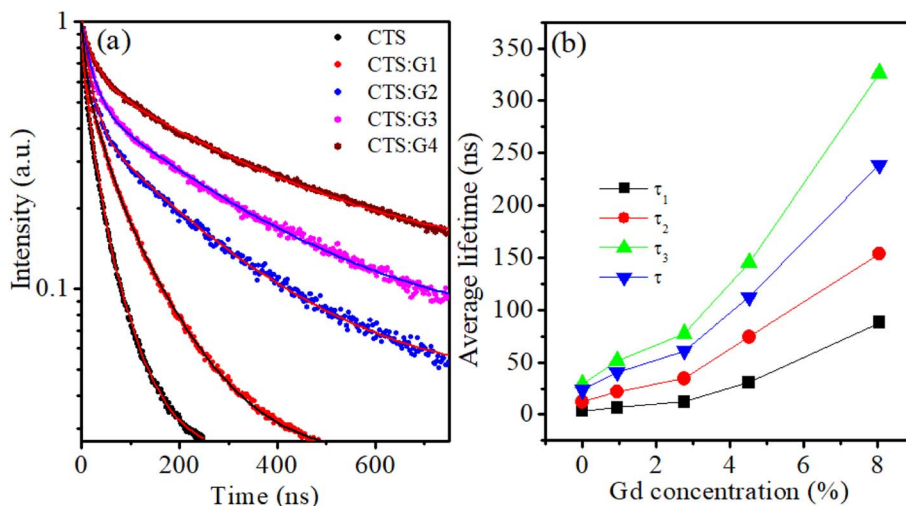 (a)
CTS
CTS:G1
CTS:G2
CTS:G3
CTS:G4
1
0.1
Intensity (a.u.)
0 200 400 600
Time (ns)
(b)
τ1
τ2
τ3
τ
350
300
250
200
150
100
50
0
Average lifetime (ns)
0 2 4 6 8
Gd concentration (%)